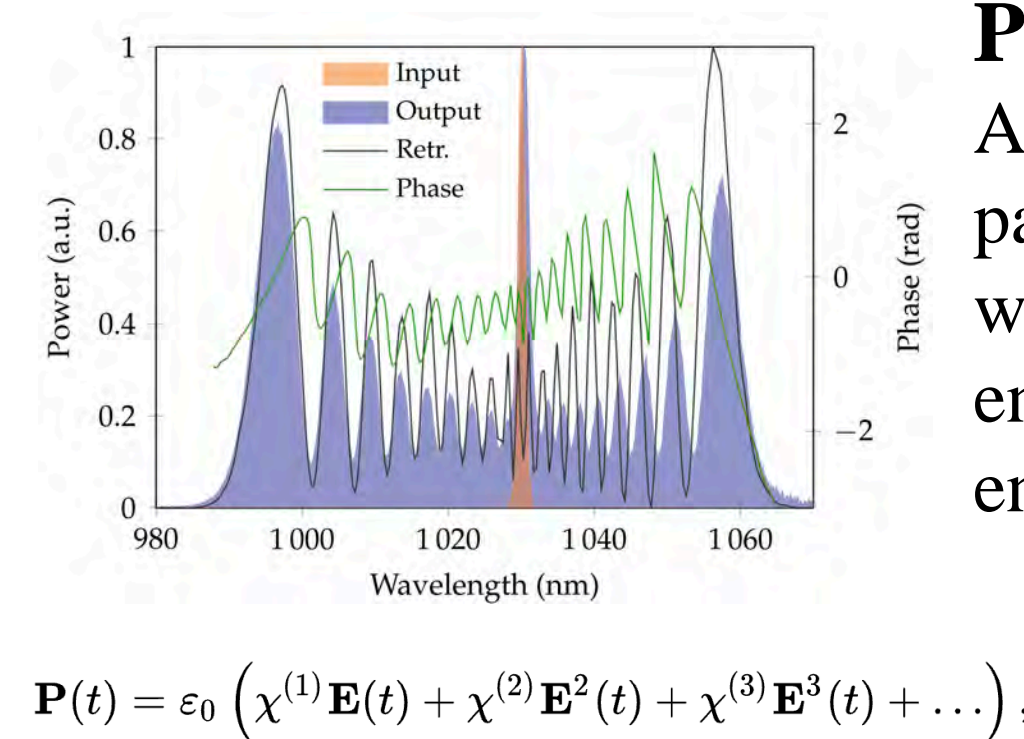 1
0.8
0.6
0.4
0.2
0
Power (a.u.)
Input
Output
Retr.
Phase
2
0
−2
Phase (rad)
980
1 000
1 020
1 040
1 060
Wavelength (nm)
P(t) = ε₀ (χ⁽¹⁾E(t) + χ⁽²⁾E²(t) + χ⁽³⁾E³(t) + …) ,
P
A
pa
w
en
en